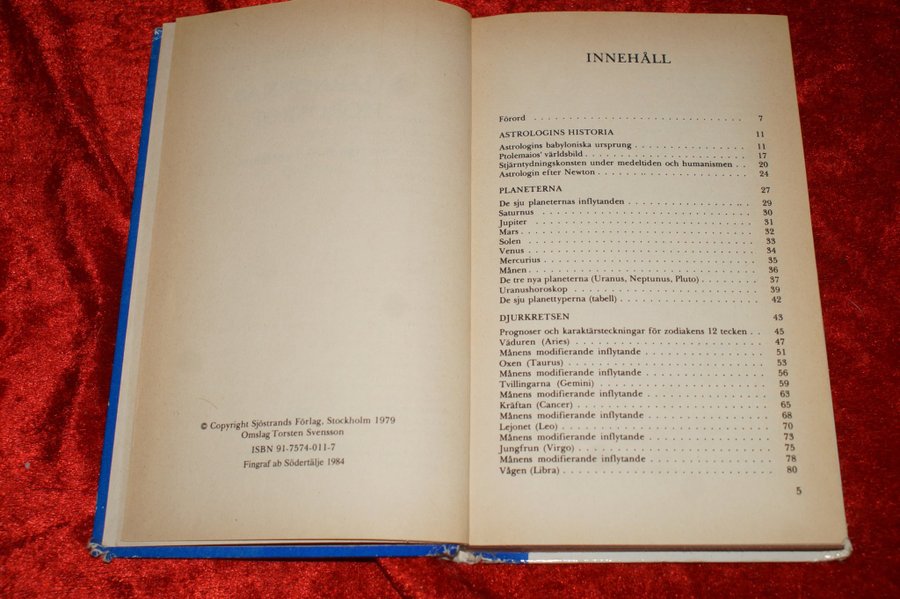 © Copyright Sjöstrands Förlag, Stockholm 1979
Omslag Torsten Svensson
ISBN 91-7574-011-7
Fingraf ab Södertälje 1984
INNEHÅLL
Förord . . . . . . . . . . . . . . . . . . . . 7
ASTROLOGINS HISTORIA 11
Astrologins babyloniska ursprung . . . . . . . . . . 11
Ptolemaios' världsbild . . . . . . . . . . . . . . 17
Stjärntydningskonsten under medeltiden och humanismen . . 20
Astrologin efter Newton . . . . . . . . . . . . . 24
PLANETERNA 27
De sju planeternas inflytanden . . . . . . . . . . . 29
Saturnus . . . . . . . . . . . . . . . . . . . 30
Jupiter . . . . . . . . . . . . . . . . . . . . 31
Mars . . . . . . . . . . . . . . . . . . . . . 32
Solen . . . . . . . . . . . . . . . . . . . . 33
Venus . . . . . . . . . . . . . . . . . . . . 34
Mercurius . . . . . . . . . . . . . . . . . . . 35
Månen . . . . . . . . . . . . . . . . . . . . 36
De tre nya planeterna (Uranus, Neptunus, Pluto) . . . . . 37
Uranushoroskop . . . . . . . . . . . . . . . . 39
De sju planettyperna (tabell) . . . . . . . . . . . . 42
DJURKRETSEN 43
Prognoser och karaktärsteckningar för zodiakens 12 tecken . . 45
Väduren (Aries) . . . . . . . . . . . . . . . . 47
Månens modifierande inflytande . . . . . . . . . . 51
Oxen (Taurus) . . . . . . . . . . . . . . . . . 53
Månens modifierande inflytande . . . . . . . . . . 56
Tvillingarna (Gemini) . . . . . . . . . . . . . . 59
Månens modifierande inflytande . . . . . . . . . . 63
Kräftan (Cancer) . . . . . . . . . . . . . . . . 65
Månens modifierande inflytande . . . . . . . . . . 68
Lejonet (Leo) . . . . . . . . . . . . . . . . . 70
Månens modifierande inflytande . . . . . . . . . . 73
Jungfrun (Virgo) . . . . . . . . . . . . . . . . 75
Månens modifierande inflytande . . . . . . . . . . 78
Vågen (Libra) . . . . . . . . . . . . . . . . . 80
5